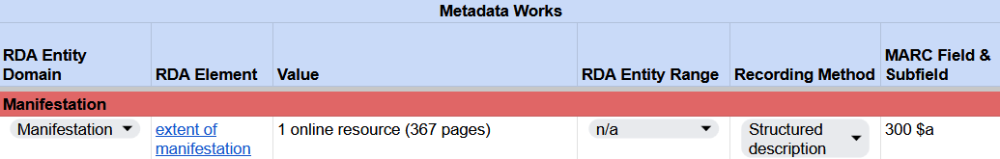 Metadata Works
RDA Entity Domain RDA Element Value RDA Entity Range Recording Method MARC Field & Subfield
Manifestation
Manifestation extent of manifestation 1 online resource (367 pages) n/a Structured description 300 $a